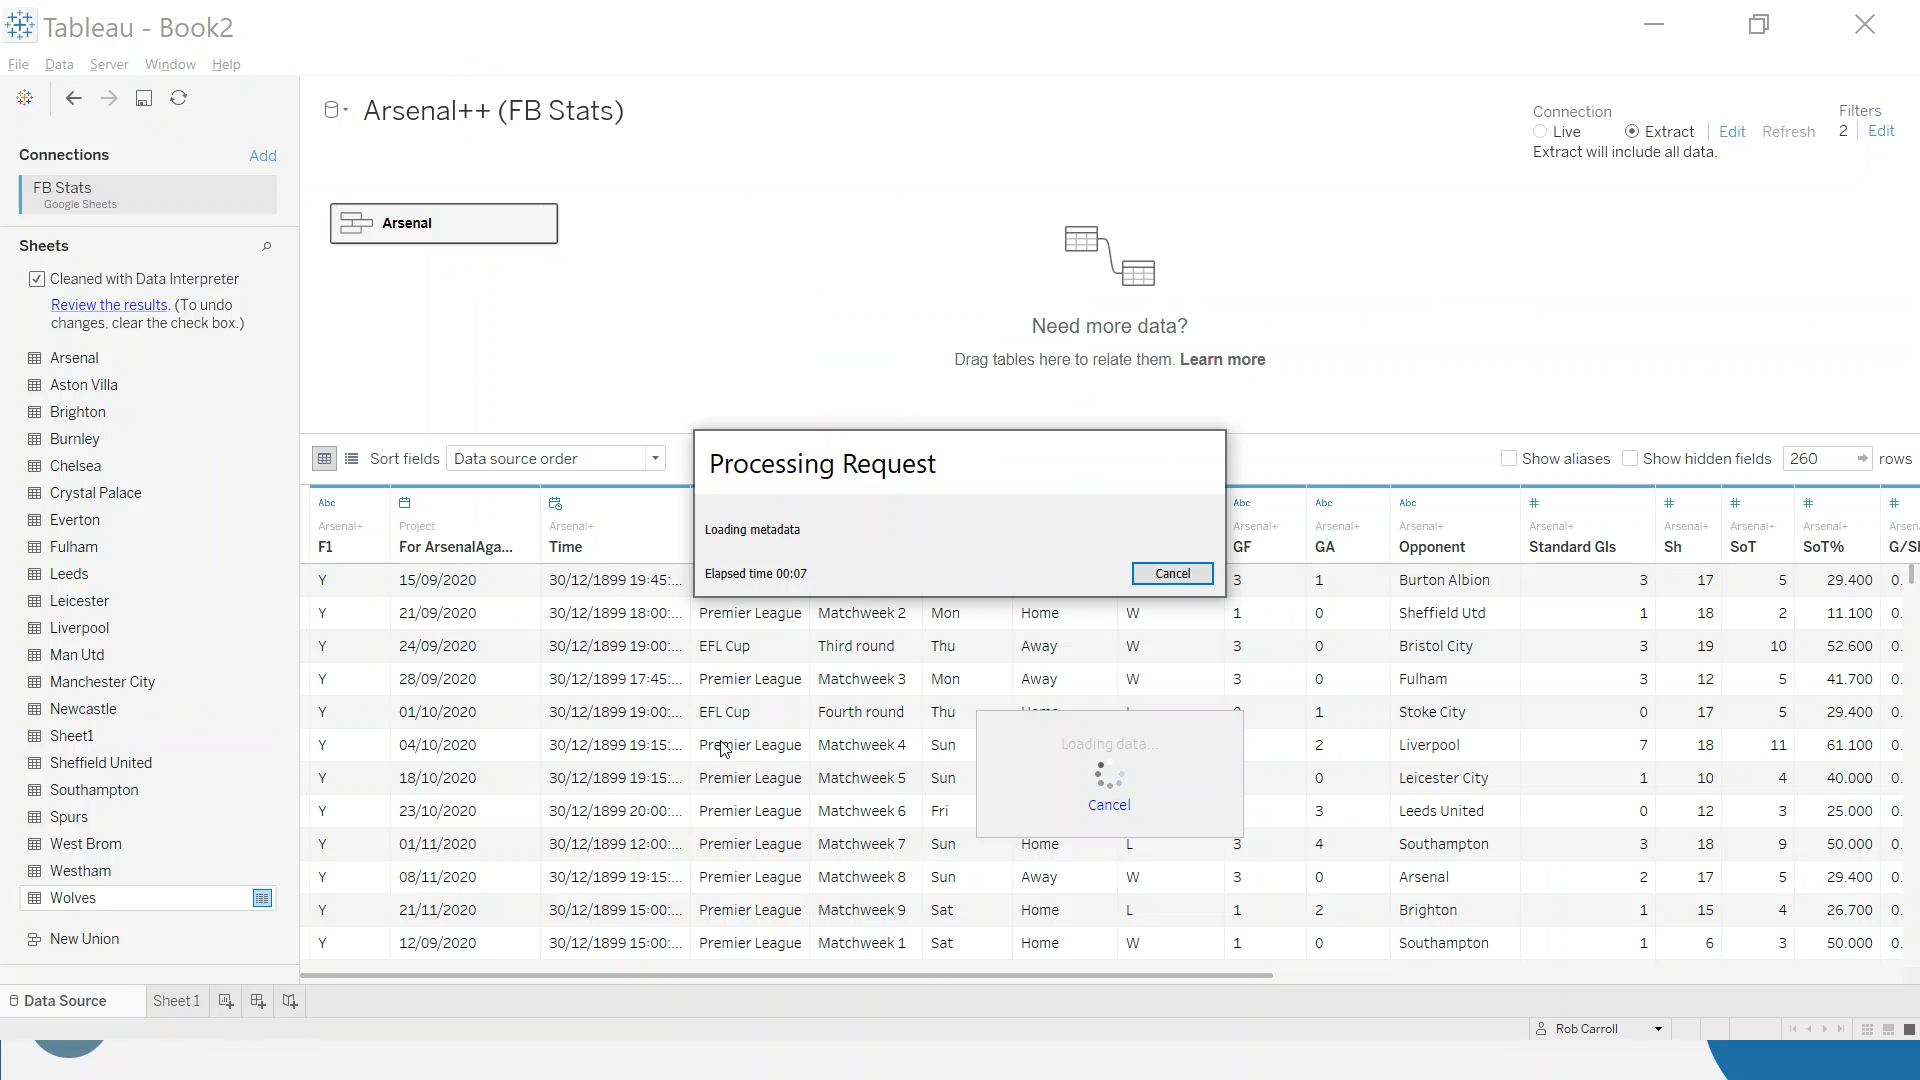 Tableau - Book2
File Data Server Window Help
Connections Add
FB Stats
Google Sheets
Sheets
Cleaned with Data Interpreter
Review the results. (To undo
changes, clear the check box.)
Arsenal
Aston Villa
Brighton
Burnley
Chelsea
Crystal Palace
Everton
Fulham
Leeds
Leicester
Liverpool
Man Utd
Manchester City
Newcastle
Sheet1
Sheffield United
Southampton
Spurs
West Brom
Westham
Wolves
New Union
Arsenal++ (FB Stats)
Connection
Live Extract Edit Refresh
Extract will include all data.
Filters
2 Edit
Arsenal
Need more data?
Drag tables here to relate them. Learn more
Sort fields Data source order
Show aliases Show hidden fields 260 rows
Processing Request
Loading metadata
Elapsed time 00:07 Cancel
Loading data...
Cancel
Abc Abc Abc Abc # # # # #
Arsenal+ Project Arsenal+ Arsenal+ Arsenal+ Arsenal+ Arsenal+ Arsenal+ Arsenal+ Arsenal+
F1 For ArsenalAga... Time GF GA Opponent Standard Gls Sh SoT SoT%
Y 15/09/2020 30/12/1899 19:45:... 3 1 Burton Albion 3 17 5 29.400 0.
Y 21/09/2020 30/12/1899 18:00:... Premier League Matchweek 2 Mon Home W 1 0 Sheffield Utd 1 18 2 11.100 0.
Y 24/09/2020 30/12/1899 19:00:... EFL Cup Third round Thu Away W 3 0 Bristol City 3 19 10 52.600 0.
Y 28/09/2020 30/12/1899 17:45:... Premier League Matchweek 3 Mon Away W 3 0 Fulham 3 12 5 41.700 0.
Y 01/10/2020 30/12/1899 19:00:... EFL Cup Fourth round Thu 1 Stoke City 0 17 5 29.400 0.
Y 04/10/2020 30/12/1899 19:15:... Premier League Matchweek 4 Sun 2 Liverpool 7 18 11 61.100 0.
Y 18/10/2020 30/12/1899 19:15:... Premier League Matchweek 5 Sun 0 Leicester City 1 10 4 40.000 0.
Y 23/10/2020 30/12/1899 20:00:... Premier League Matchweek 6 Fri 3 Leeds United 0 12 3 25.000 0.
Y 01/11/2020 30/12/1899 12:00:... Premier League Matchweek 7 Sun Home L 3 4 Southampton 3 18 9 50.000 0.
Y 08/11/2020 30/12/1899 19:15:... Premier League Matchweek 8 Sun Away W 3 0 Arsenal 2 17 5 29.400 0.
Y 21/11/2020 30/12/1899 15:00:... Premier League Matchweek 9 Sat Home L 1 2 Brighton 1 15 4 26.700 0.
Y 12/09/2020 30/12/1899 15:00:... Premier League Matchweek 1 Sat Home W 1 0 Southampton 1 6 3 50.000 0.
Data Source Sheet 1
Rob Carroll